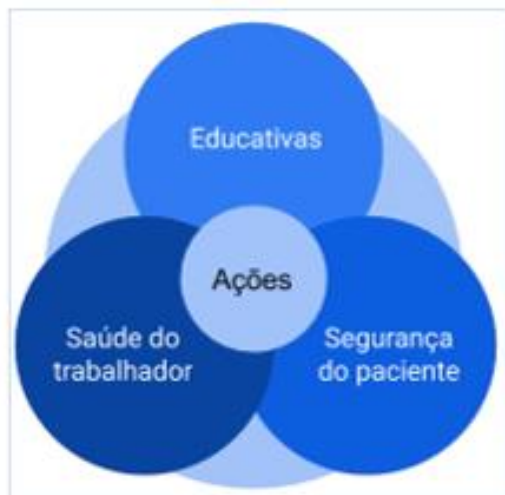 Educativas
Ações
Saúde do
trabalhador
Segurança
do paciente